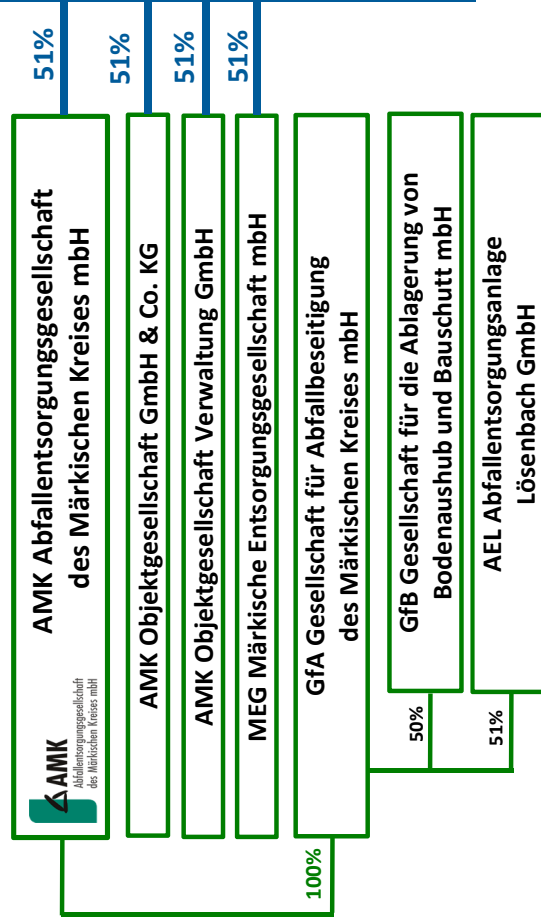 AMK
Abfallentsorgungsgesellschaft
des Märkischen Kreises mbH
AMK Abfallentsorgungsgesellschaft
des Märkischen Kreises mbH
51%
AMK Objektgesellschaft GmbH & Co. KG
51%
AMK Objektgesellschaft Verwaltung GmbH
51%
MEG Märkische Entsorgungsgesellschaft mbH
51%
100%
GfA Gesellschaft für Abfallbeseitigung
des Märkischen Kreises mbH
50%
GfB Gesellschaft für die Ablagerung von
Bodenaushub und Bauschutt mbH
51%
AEL Abfallentsorgungsanlage
Lösenbach GmbH